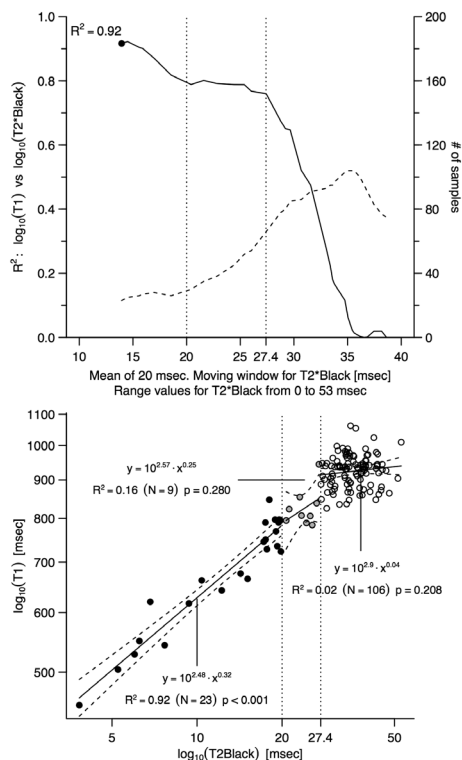 R² = 0.92
1.0
0.8
0.6
0.4
0.2
0.0
200
160
120
80
40
0
R² : log₁₀(T1) vs log₁₀(T2*Black)
# of samples
10 15 20 25 27.4 30 35 40
Mean of 20 msec. Moving window for T2*Black [msec]
Range values for T2*Black from 0 to 53 msec
1100
1000
900
800
700
600
500
log₁₀(T1) [msec]
y = 10^2.57 · x^0.25
R² = 0.16 (N = 9) p = 0.280
y = 10^2.9 · x^0.04
R² = 0.02 (N = 106) p = 0.208
y = 10^2.48 · x^0.32
R² = 0.92 (N = 23) p < 0.001
5 10 20 27.4 50
log₁₀(T2Black) [msec]